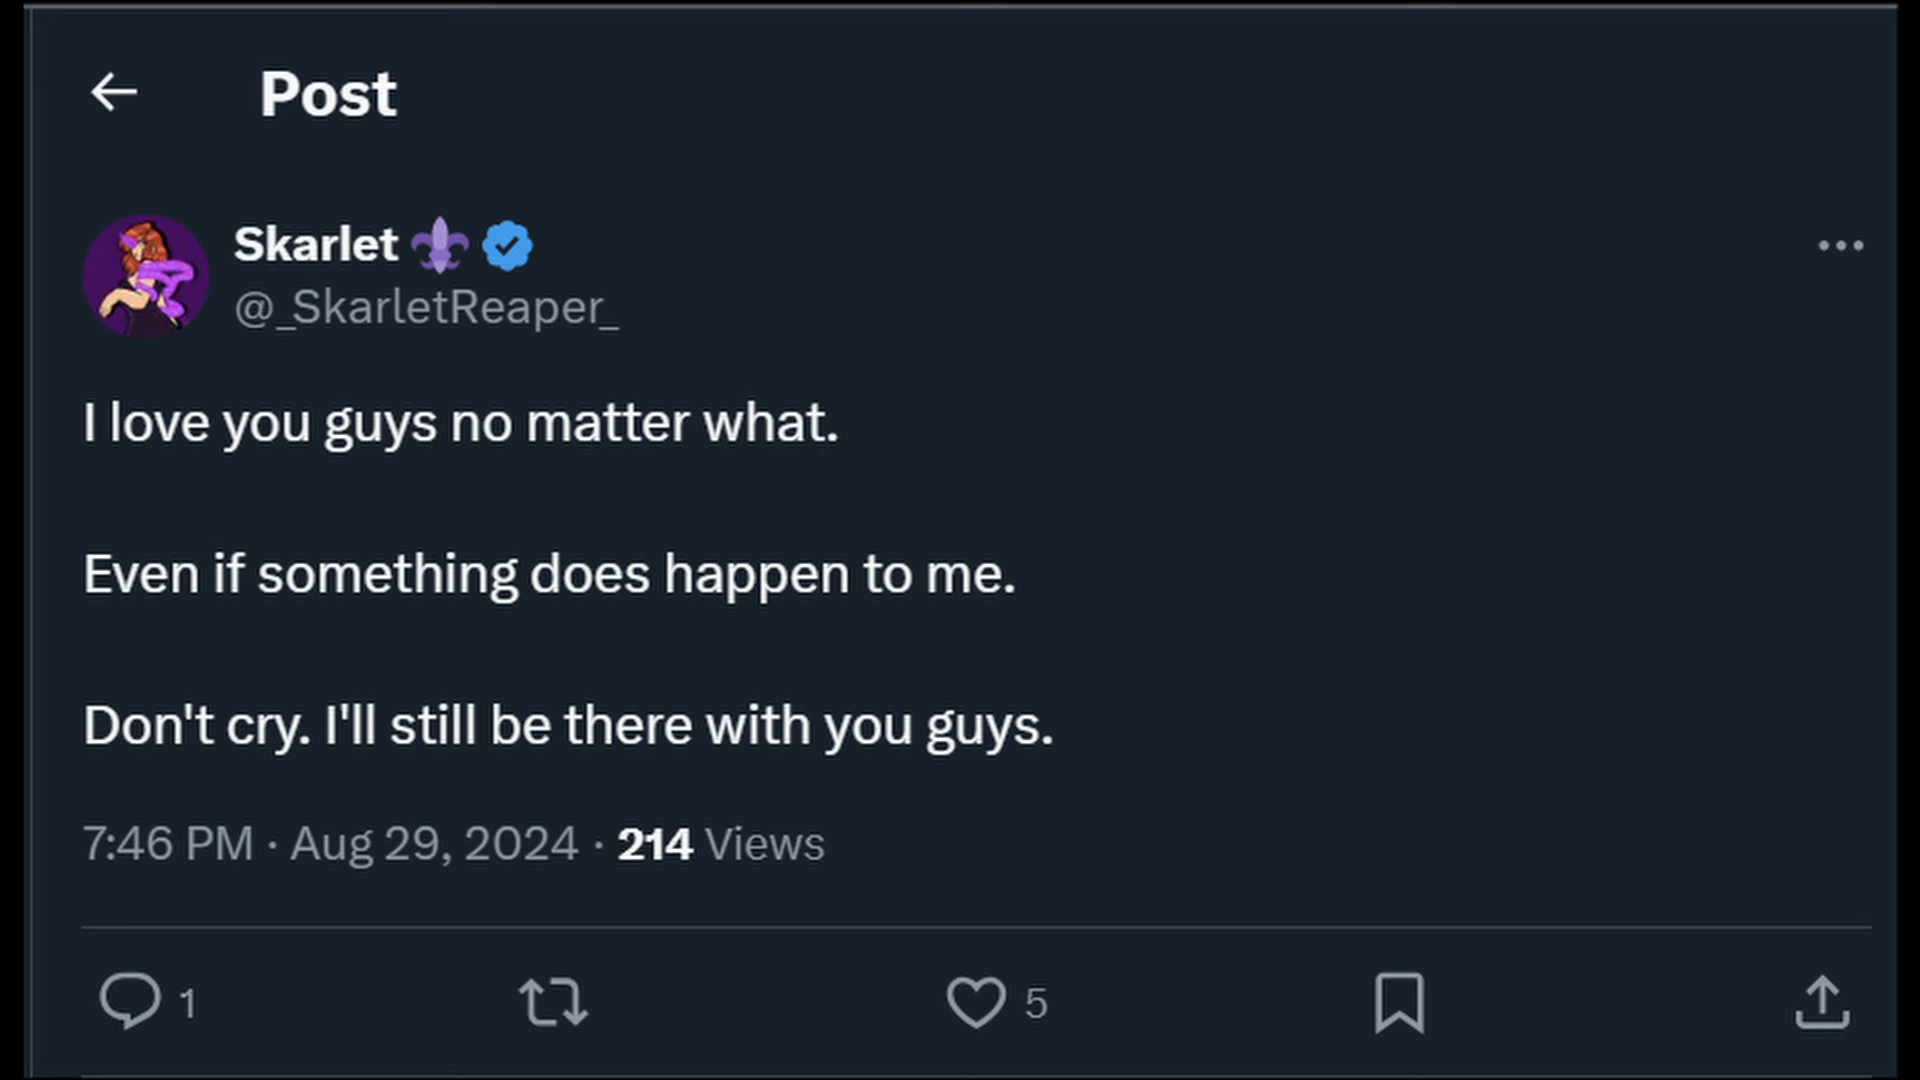 Post
Skarlet
@_SkarletReaper_
I love you guys no matter what.
Even if something does happen to me.
Don't cry. I'll still be there with you guys.
7:46 PM · Aug 29, 2024 · 214 Views
1 5